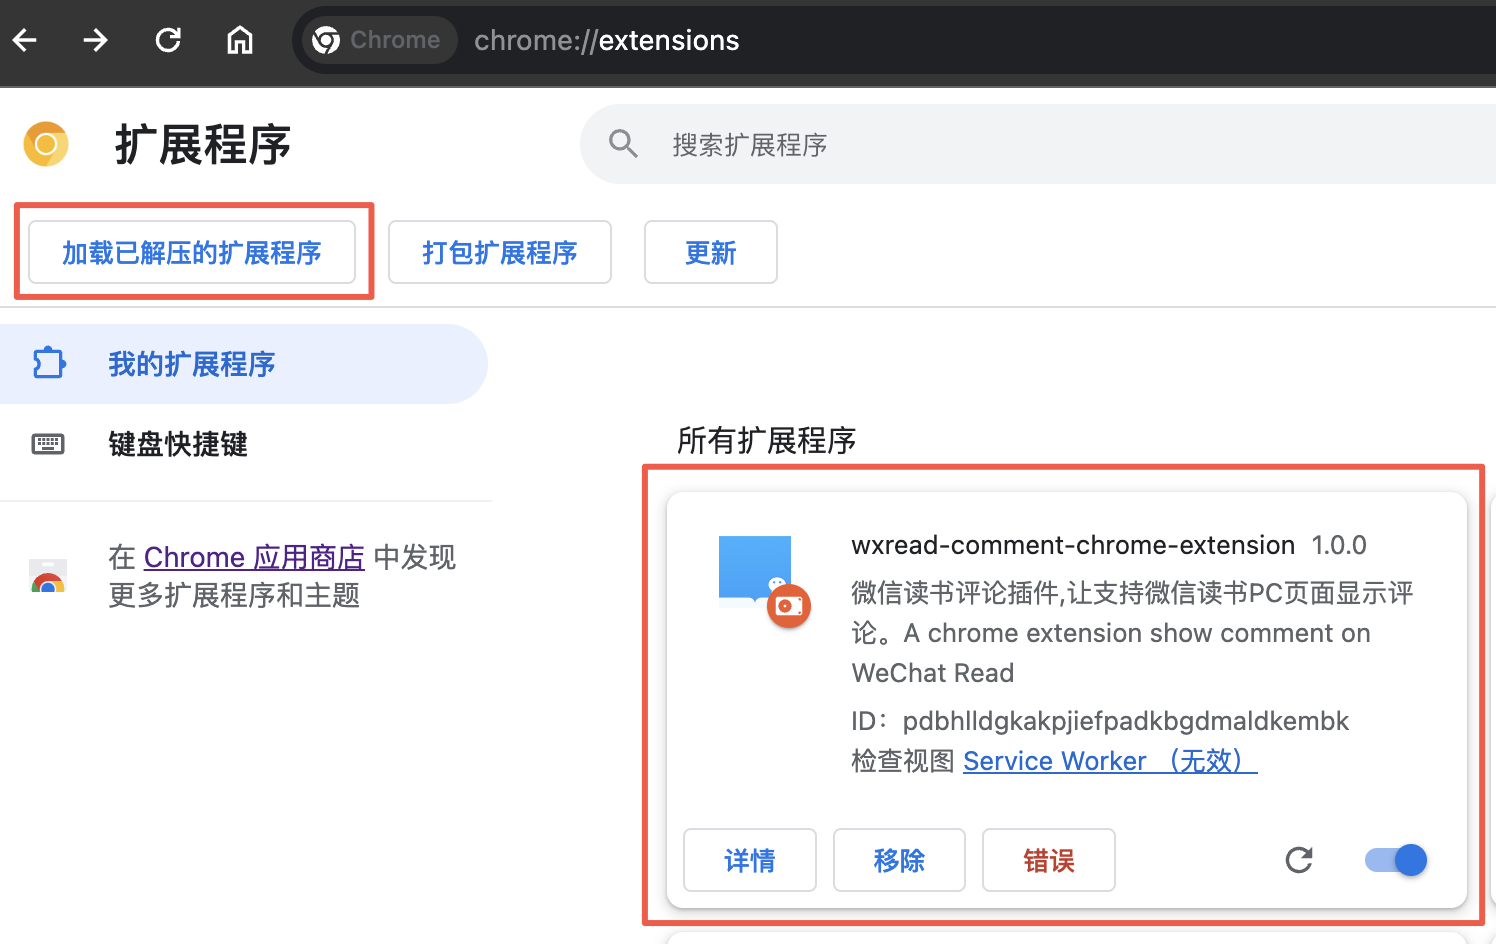 Chrome chrome://extensions
扩展程序
搜索扩展程序
加载已解压的扩展程序
打包扩展程序
更新
我的扩展程序
键盘快捷键
在 Chrome 应用商店 中发现
更多扩展程序和主题
所有扩展程序
wxread-comment-chrome-extension 1.0.0
微信读书评论插件,让支持微信读书PC页面显示评
论。A chrome extension show comment on
WeChat Read
ID：pdbhlldgkakpjiefpadkbgdmaldkembk
检查视图 Service Worker （无效）
详情
移除
错误